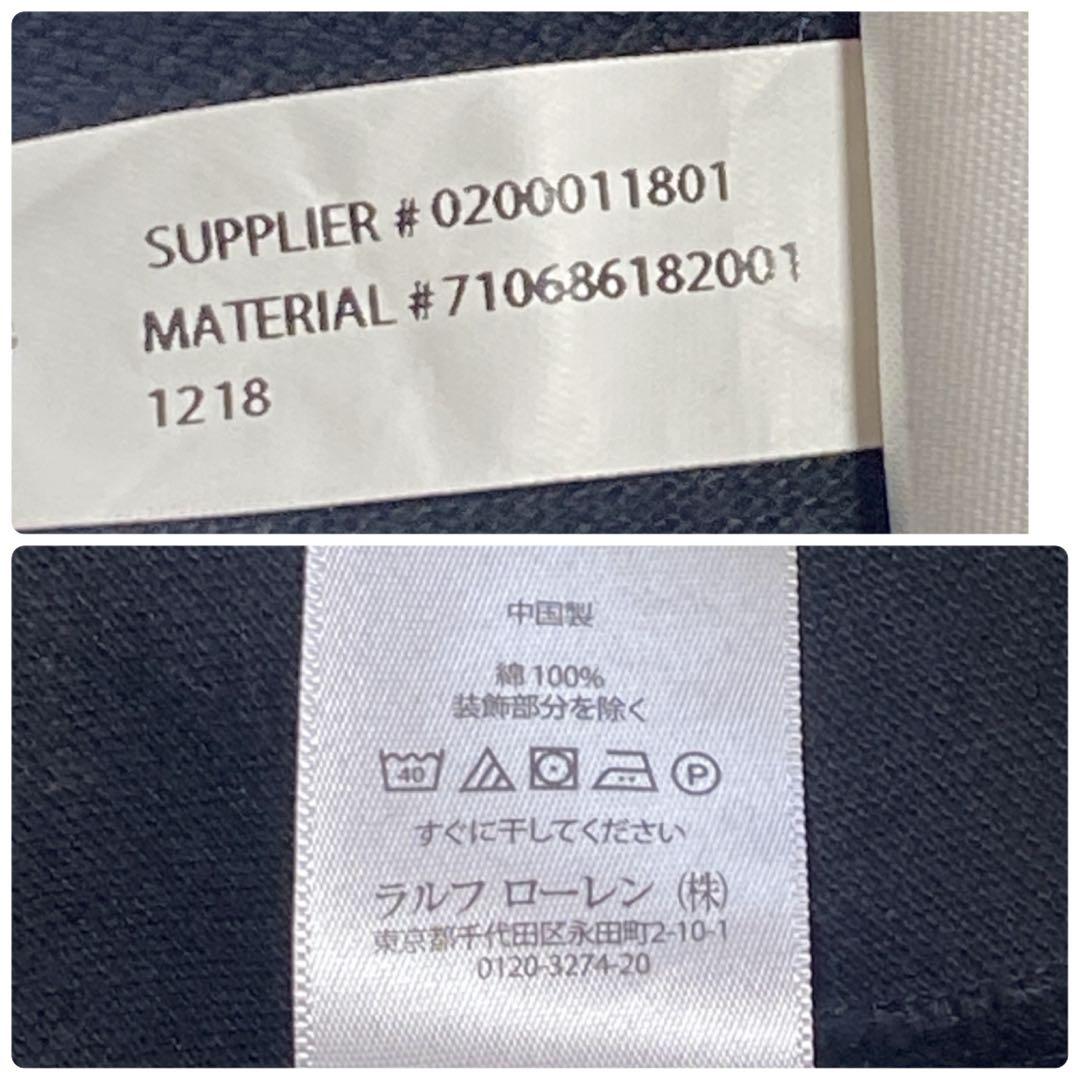 SUPPLIER # 0200011801
MATERIAL # 710686182001
1218
中国製
綿 100%
装飾部分を除く
40
P
すぐに干してください
ラルフ ローレン (株)
東京都千代田区永田町2-10-1
0120-3274-20